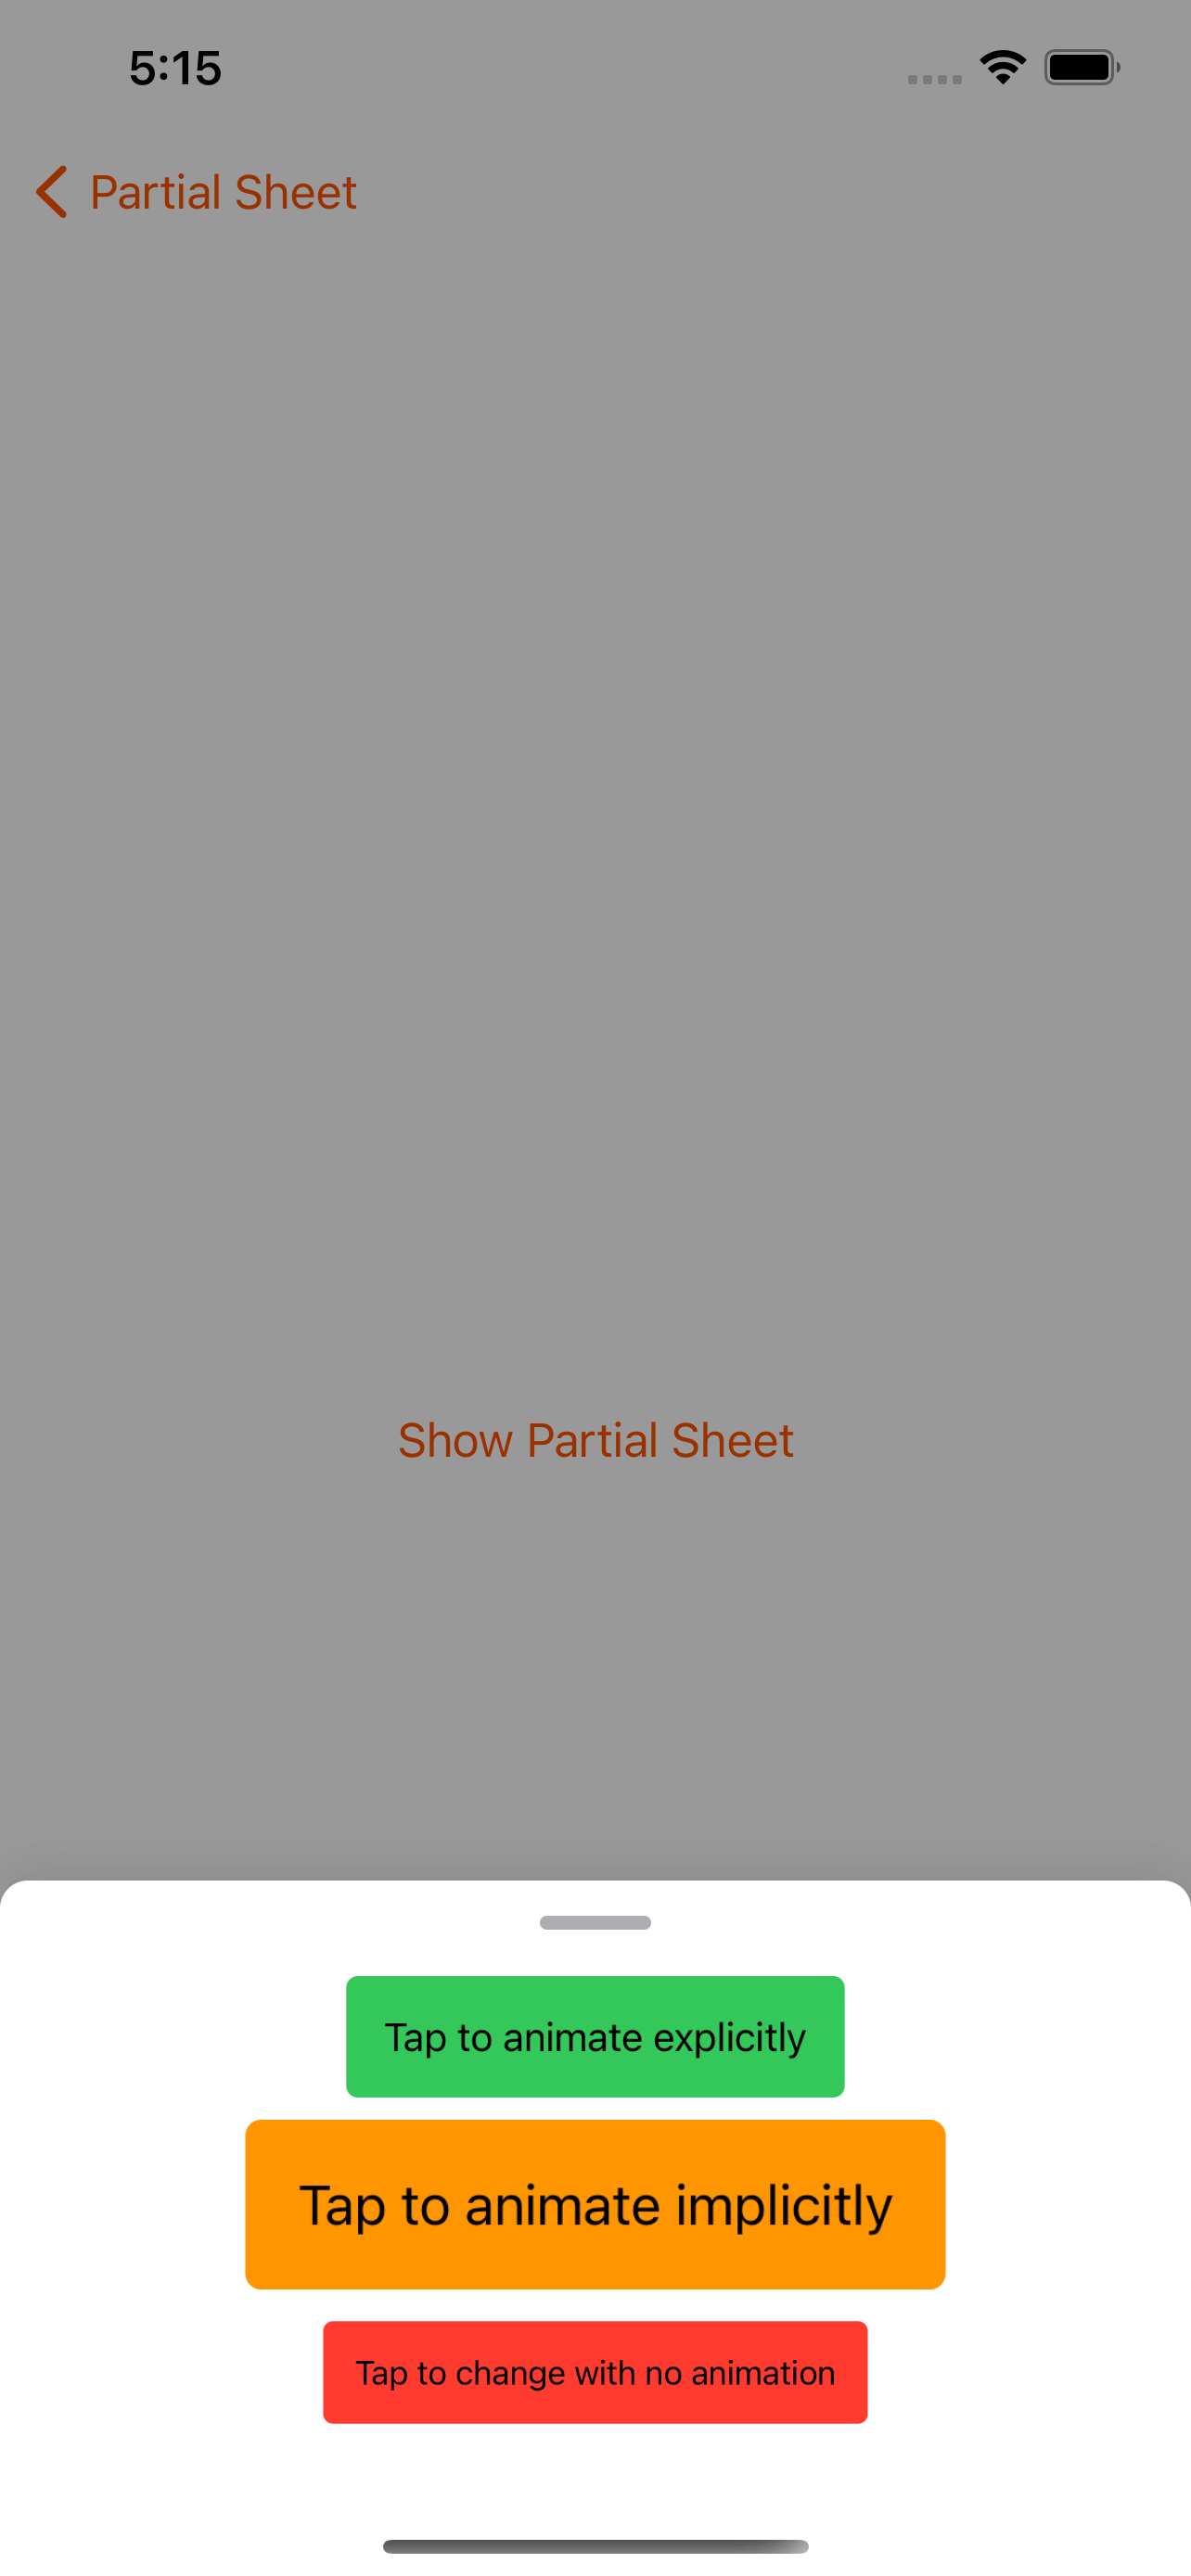 5:15
Partial Sheet
Show Partial Sheet
Tap to animate explicitly
Tap to animate implicitly
Tap to change with no animation